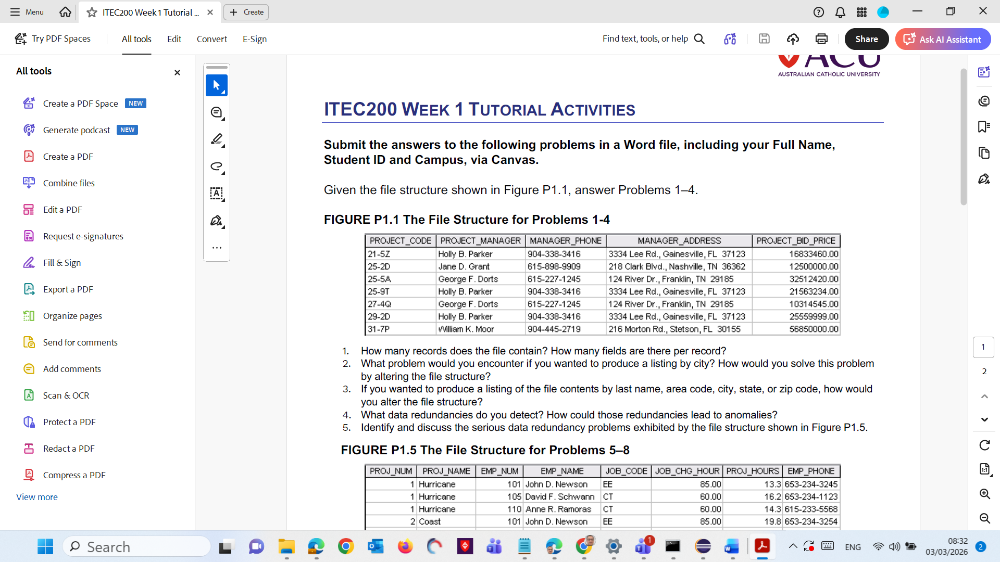 Menu
ITEC200 Week 1 Tutorial ...
Create
Try PDF Spaces
All tools
Edit
Convert
E-Sign
Find text, tools, or help
Share
Ask AI Assistant
All tools
Create a PDF Space NEW
Generate podcast NEW
Create a PDF
Combine files
Edit a PDF
Request e-signatures
Fill & Sign
Export a PDF
Organize pages
Send for comments
Add comments
Scan & OCR
Protect a PDF
Redact a PDF
Compress a PDF
View more
ACU
AUSTRALIAN CATHOLIC UNIVERSITY
ITEC200 WEEK 1 TUTORIAL ACTIVITIES
Submit the answers to the following problems in a Word file, including your Full Name,
Student ID and Campus, via Canvas.
Given the file structure shown in Figure P1.1, answer Problems 1–4.
FIGURE P1.1 The File Structure for Problems 1-4
PROJECT_CODE PROJECT_MANAGER MANAGER_PHONE MANAGER_ADDRESS PROJECT_BID_PRICE
21-5Z Holly B. Parker 904-338-3416 3334 Lee Rd., Gainesville, FL 37123 16833460.00
25-2D Jane D. Grant 615-898-9909 218 Clark Blvd., Nashville, TN 36362 12500000.00
25-5A George F. Dorts 615-227-1245 124 River Dr., Franklin, TN 29185 32512420.00
25-9T Holly B. Parker 904-338-3416 3334 Lee Rd., Gainesville, FL 37123 21563234.00
27-4Q George F. Dorts 615-227-1245 124 River Dr., Franklin, TN 29185 10314545.00
29-2D Holly B. Parker 904-338-3416 3334 Lee Rd., Gainesville, FL 37123 25559999.00
31-7P William K. Moor 904-445-2719 216 Morton Rd., Stetson, FL 30155 56850000.00
1. How many records does the file contain? How many fields are there per record?
2. What problem would you encounter if you wanted to produce a listing by city? How would you solve this problem
by altering the file structure?
3. If you wanted to produce a listing of the file contents by last name, area code, city, state, or zip code, how would
you alter the file structure?
4. What data redundancies do you detect? How could those redundancies lead to anomalies?
5. Identify and discuss the serious data redundancy problems exhibited by the file structure shown in Figure P1.5.
FIGURE P1.5 The File Structure for Problems 5–8
PROJ_NUM PROJ_NAME EMP_NUM EMP_NAME JOB_CODE JOB_CHG_HOUR PROJ_HOURS EMP_PHONE
1 Hurricane 101 John D. Newson EE 85.00 13.3 653-234-3245
1 Hurricane 105 David F. Schwann CT 60.00 16.2 653-234-1123
1 Hurricane 110 Anne R. Ramoras CT 60.00 14.3 615-233-5568
2 Coast 101 John D. Newson EE 85.00 19.8 653-234-3254
1
2
Search
1
ENG
08:32
03/03/2026
2